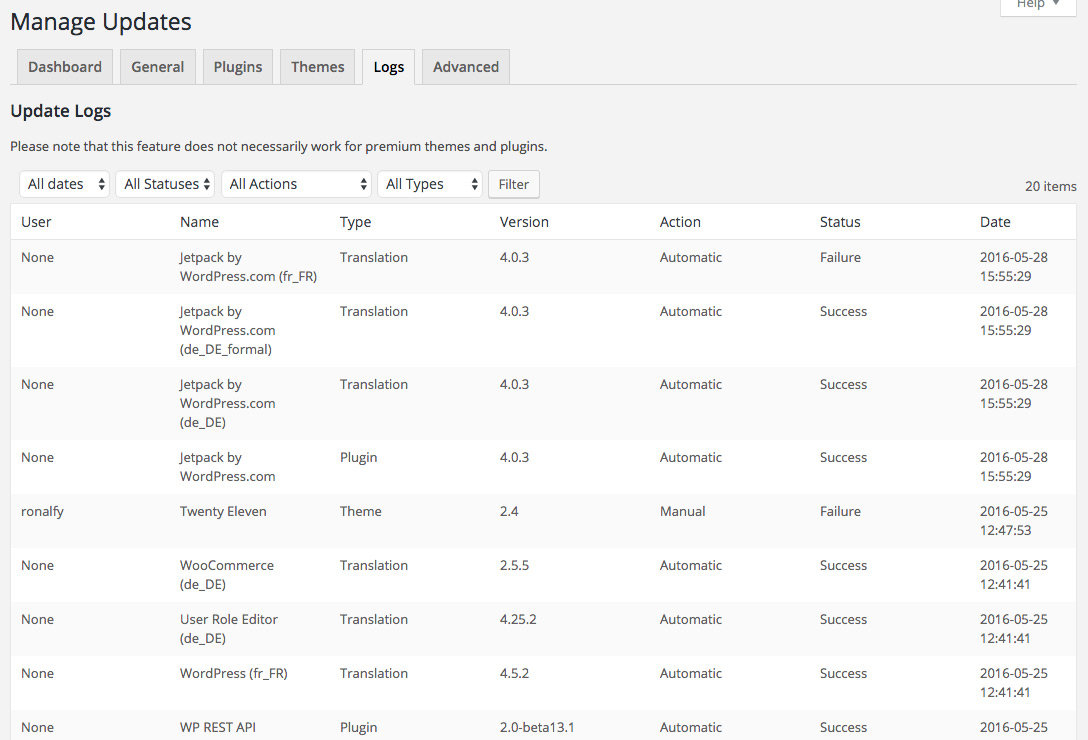 Help
Manage Updates
Dashboard General Plugins Themes Logs Advanced
Update Logs
Please note that this feature does not necessarily work for premium themes and plugins.
All dates All Statuses All Actions All Types Filter
20 items
User Name Type Version Action Status Date
None Jetpack by Translation 4.0.3 Automatic Failure 2016-05-28
WordPress.com (fr_FR) 15:55:29
None Jetpack by Translation 4.0.3 Automatic Success 2016-05-28
WordPress.com 15:55:29
(de_DE_formal)
None Jetpack by Translation 4.0.3 Automatic Success 2016-05-28
WordPress.com 15:55:29
(de_DE)
None Jetpack by Plugin 4.0.3 Automatic Success 2016-05-28
WordPress.com 15:55:29
ronalfy Twenty Eleven Theme 2.4 Manual Failure 2016-05-25
12:47:53
None WooCommerce Translation 2.5.5 Automatic Success 2016-05-25
(de_DE) 12:41:41
None User Role Editor Translation 4.25.2 Automatic Success 2016-05-25
(de_DE) 12:41:41
None WordPress (fr_FR) Translation 4.5.2 Automatic Success 2016-05-25
12:41:41
None WP REST API Plugin 2.0-beta13.1 Automatic Success 2016-05-25